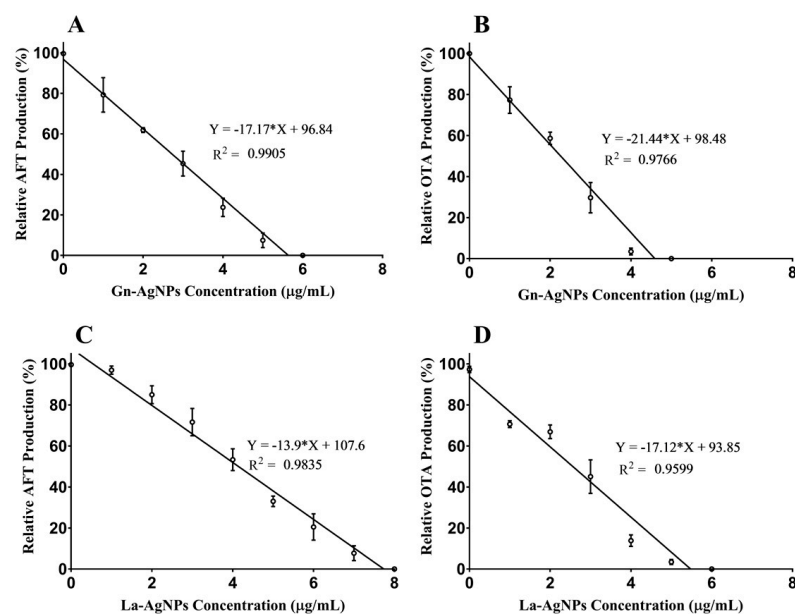 A
Relative AFT Production (%)
100
80
60
40
20
0
Y = -17.17*X + 96.84
R² = 0.9905
0 2 4 6 8
Gn-AgNPs Concentration (μg/mL)
B
Relative OTA Production (%)
100
80
60
40
20
0
Y = -21.44*X + 98.48
R² = 0.9766
0 2 4 6 8
Gn-AgNPs Concentration (μg/mL)
C
Relative AFT Production (%)
100
80
60
40
20
0
Y = -13.9*X + 107.6
R² = 0.9835
0 2 4 6 8
La-AgNPs Concentration (μg/mL)
D
Relative OTA Production (%)
100
80
60
40
20
0
Y = -17.12*X + 93.85
R² = 0.9599
0 2 4 6 8
La-AgNPs Concentration (μg/mL)